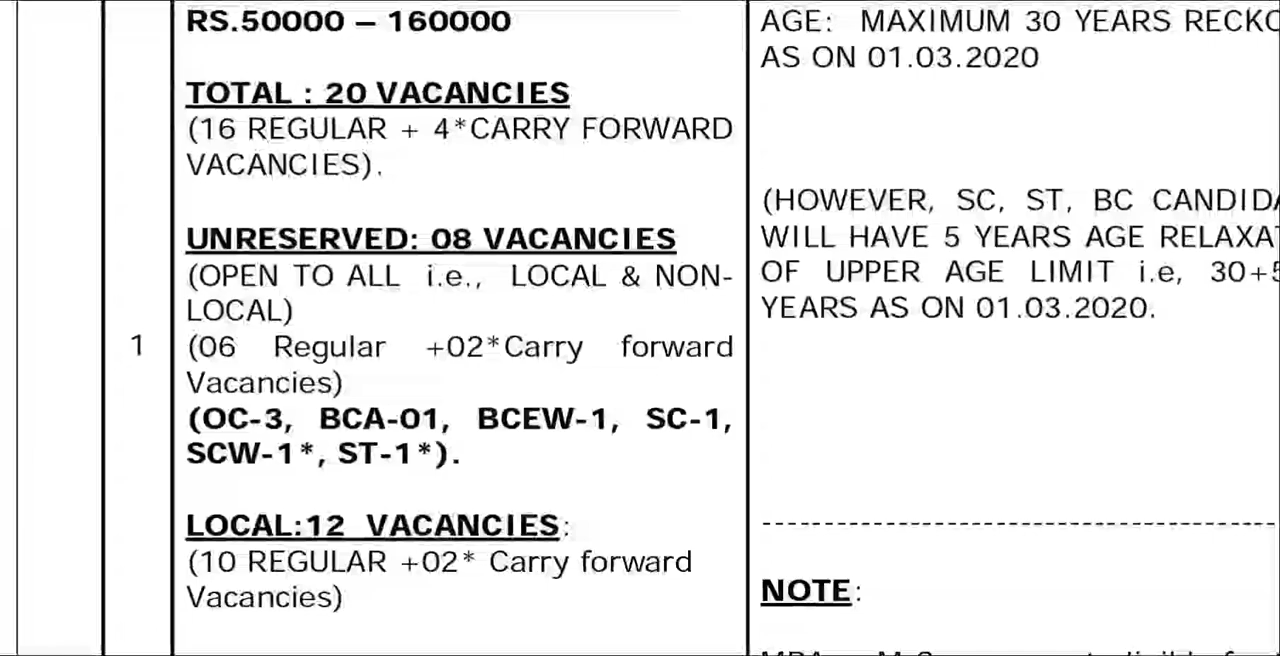 RS.50000 – 160000
TOTAL : 20 VACANCIES
(16 REGULAR + 4*CARRY FORWARD
VACANCIES).
UNRESERVED: 08 VACANCIES
(OPEN TO ALL i.e., LOCAL & NON-
LOCAL)
1
(06 Regular +02*Carry forward
Vacancies)
(OC-3, BCA-01, BCEW-1, SC-1,
SCW-1*, ST-1*).
LOCAL:12 VACANCIES:
(10 REGULAR +02* Carry forward
Vacancies)
AGE: MAXIMUM 30 YEARS
AS ON 01.03.2020
(HOWEVER, SC, ST, BC
WILL HAVE 5 YEARS AGE
OF UPPER AGE LIMIT i.e, 30+5
YEARS AS ON 01.03.2020.
--------------------------------------------------
NOTE: